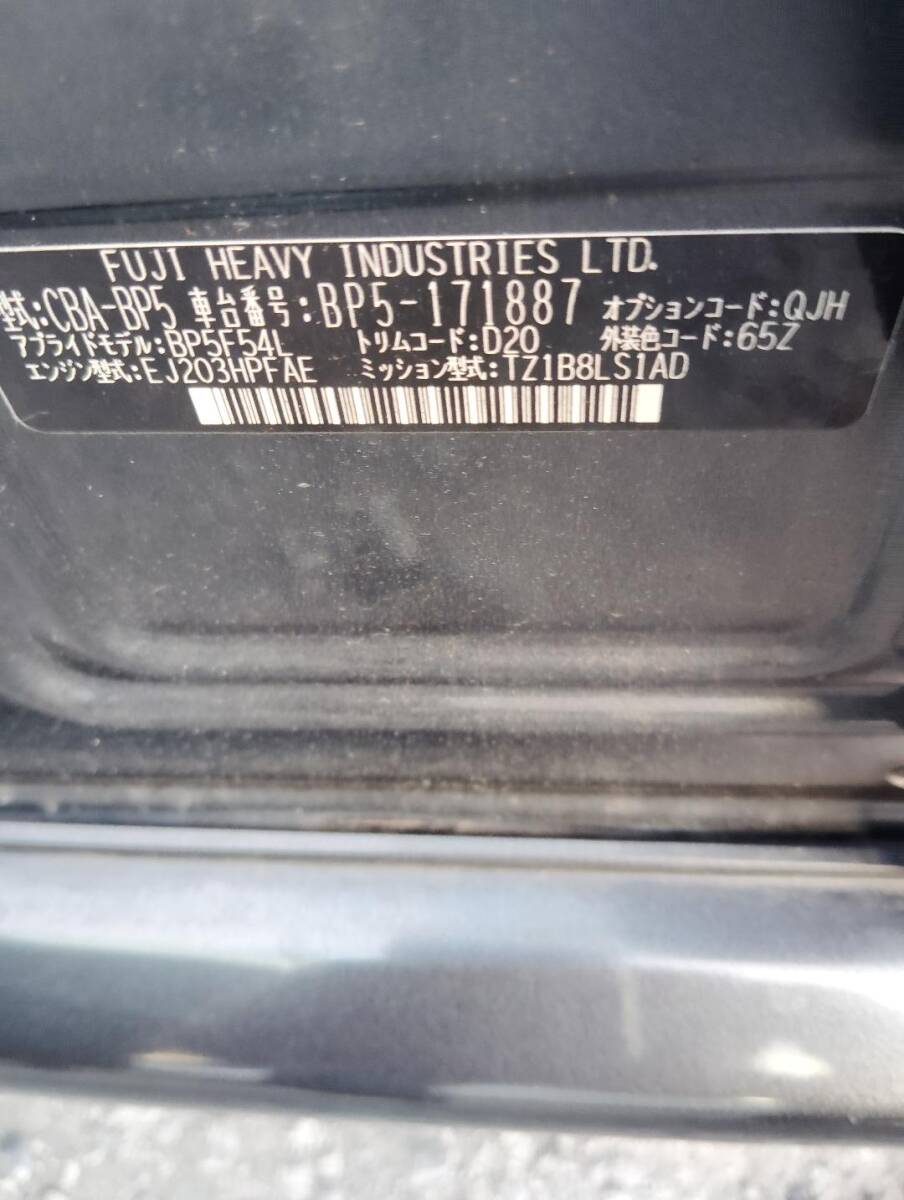 FUJI HEAVY INDUSTRIES LTD.
型式:CBA-BP5 車台番号:BP5-171887 オプションコード:QJH
アプライドモデル:BP5F54L トリムコード:D20 外装色コード:65Z
エンジン型式:EJ203HPFAE ミッション型式:TZ1B8LS1AD